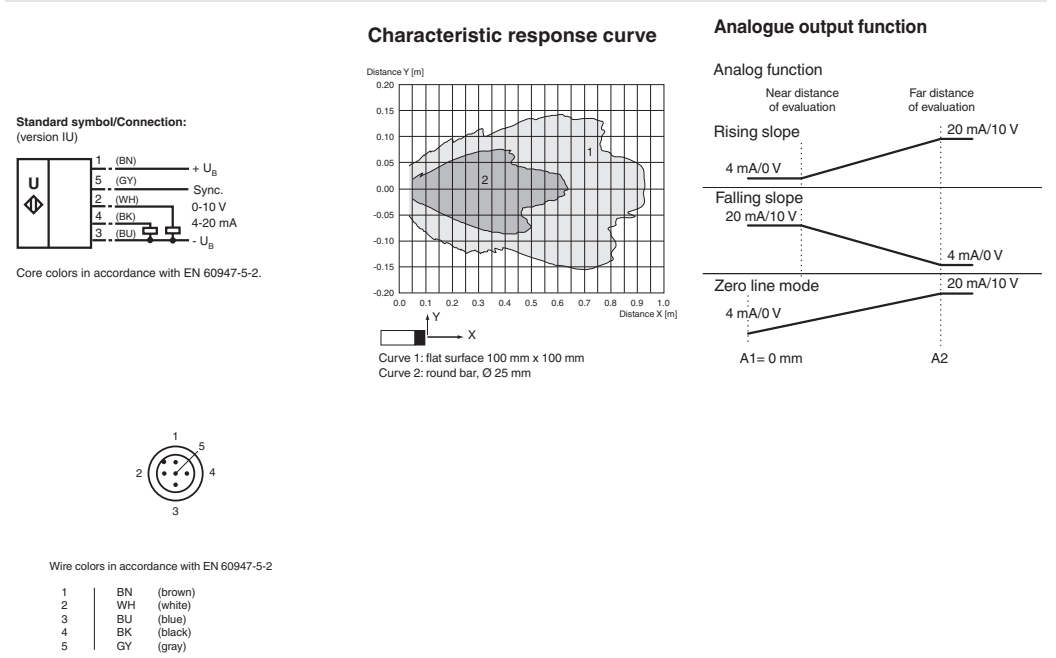 Standard symbol/Connection:
(version IU)
U
1 (BN)
+ UB
5 (GY)
Sync.
2 (WH)
0-10 V
4 (BK)
4-20 mA
3 (BU)
- UB
Core colors in accordance with EN 60947-5-2.
1
5
2
4
3
Wire colors in accordance with EN 60947-5-2
1 BN (brown)
2 WH (white)
3 BU (blue)
4 BK (black)
5 GY (gray)
Characteristic response curve
Distance Y [m]
0.20
0.15
0.10
0.05
0.00
-0.05
-0.10
-0.15
-0.20
1
2
0.0 0.1 0.2 0.3 0.4 0.5 0.6 0.7 0.8 0.9 1.0
Distance X [m]
Y
X
Curve 1: flat surface 100 mm x 100 mm
Curve 2: round bar, Ø 25 mm
Analogue output function
Analog function
Near distance
of evaluation
Far distance
of evaluation
Rising slope
20 mA/10 V
4 mA/0 V
Falling slope
20 mA/10 V
4 mA/0 V
Zero line mode
20 mA/10 V
4 mA/0 V
A1= 0 mm
A2